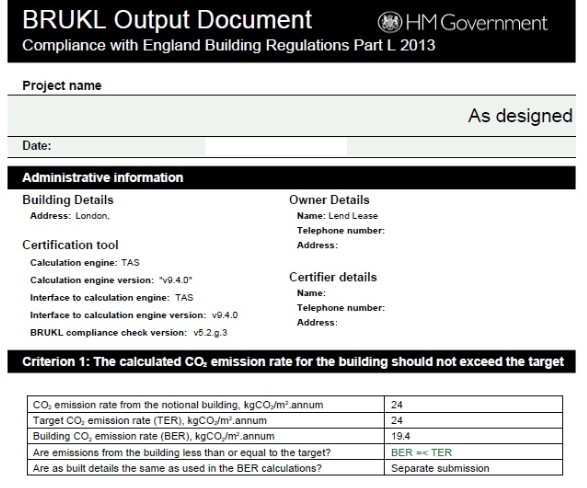 BRUKL Output Document
HM Government
Compliance with England Building Regulations Part L 2013
Project name
As designed
Date:
Administrative information
Building Details
Address: London,
Certification tool
Calculation engine: TAS
Calculation engine version: "v9.4.0"
Interface to calculation engine: TAS
Interface to calculation engine version: v9.4.0
BRUKL compliance check version: v5.2.g.3
Owner Details
Name: Lend Lease
Telephone number:
Address:
Certifier details
Name:
Telephone number:
Address:
Criterion 1: The calculated CO₂ emission rate for the building should not exceed the target
CO₂ emission rate from the notional building, kgCO₂/m².annum 24
Target CO₂ emission rate (TER), kgCO₂/m².annum 24
Building CO₂ emission rate (BER), kgCO₂/m².annum 19.4
Are emissions from the building less than or equal to the target? BER =< TER
Are as built details the same as used in the BER calculations? Separate submission